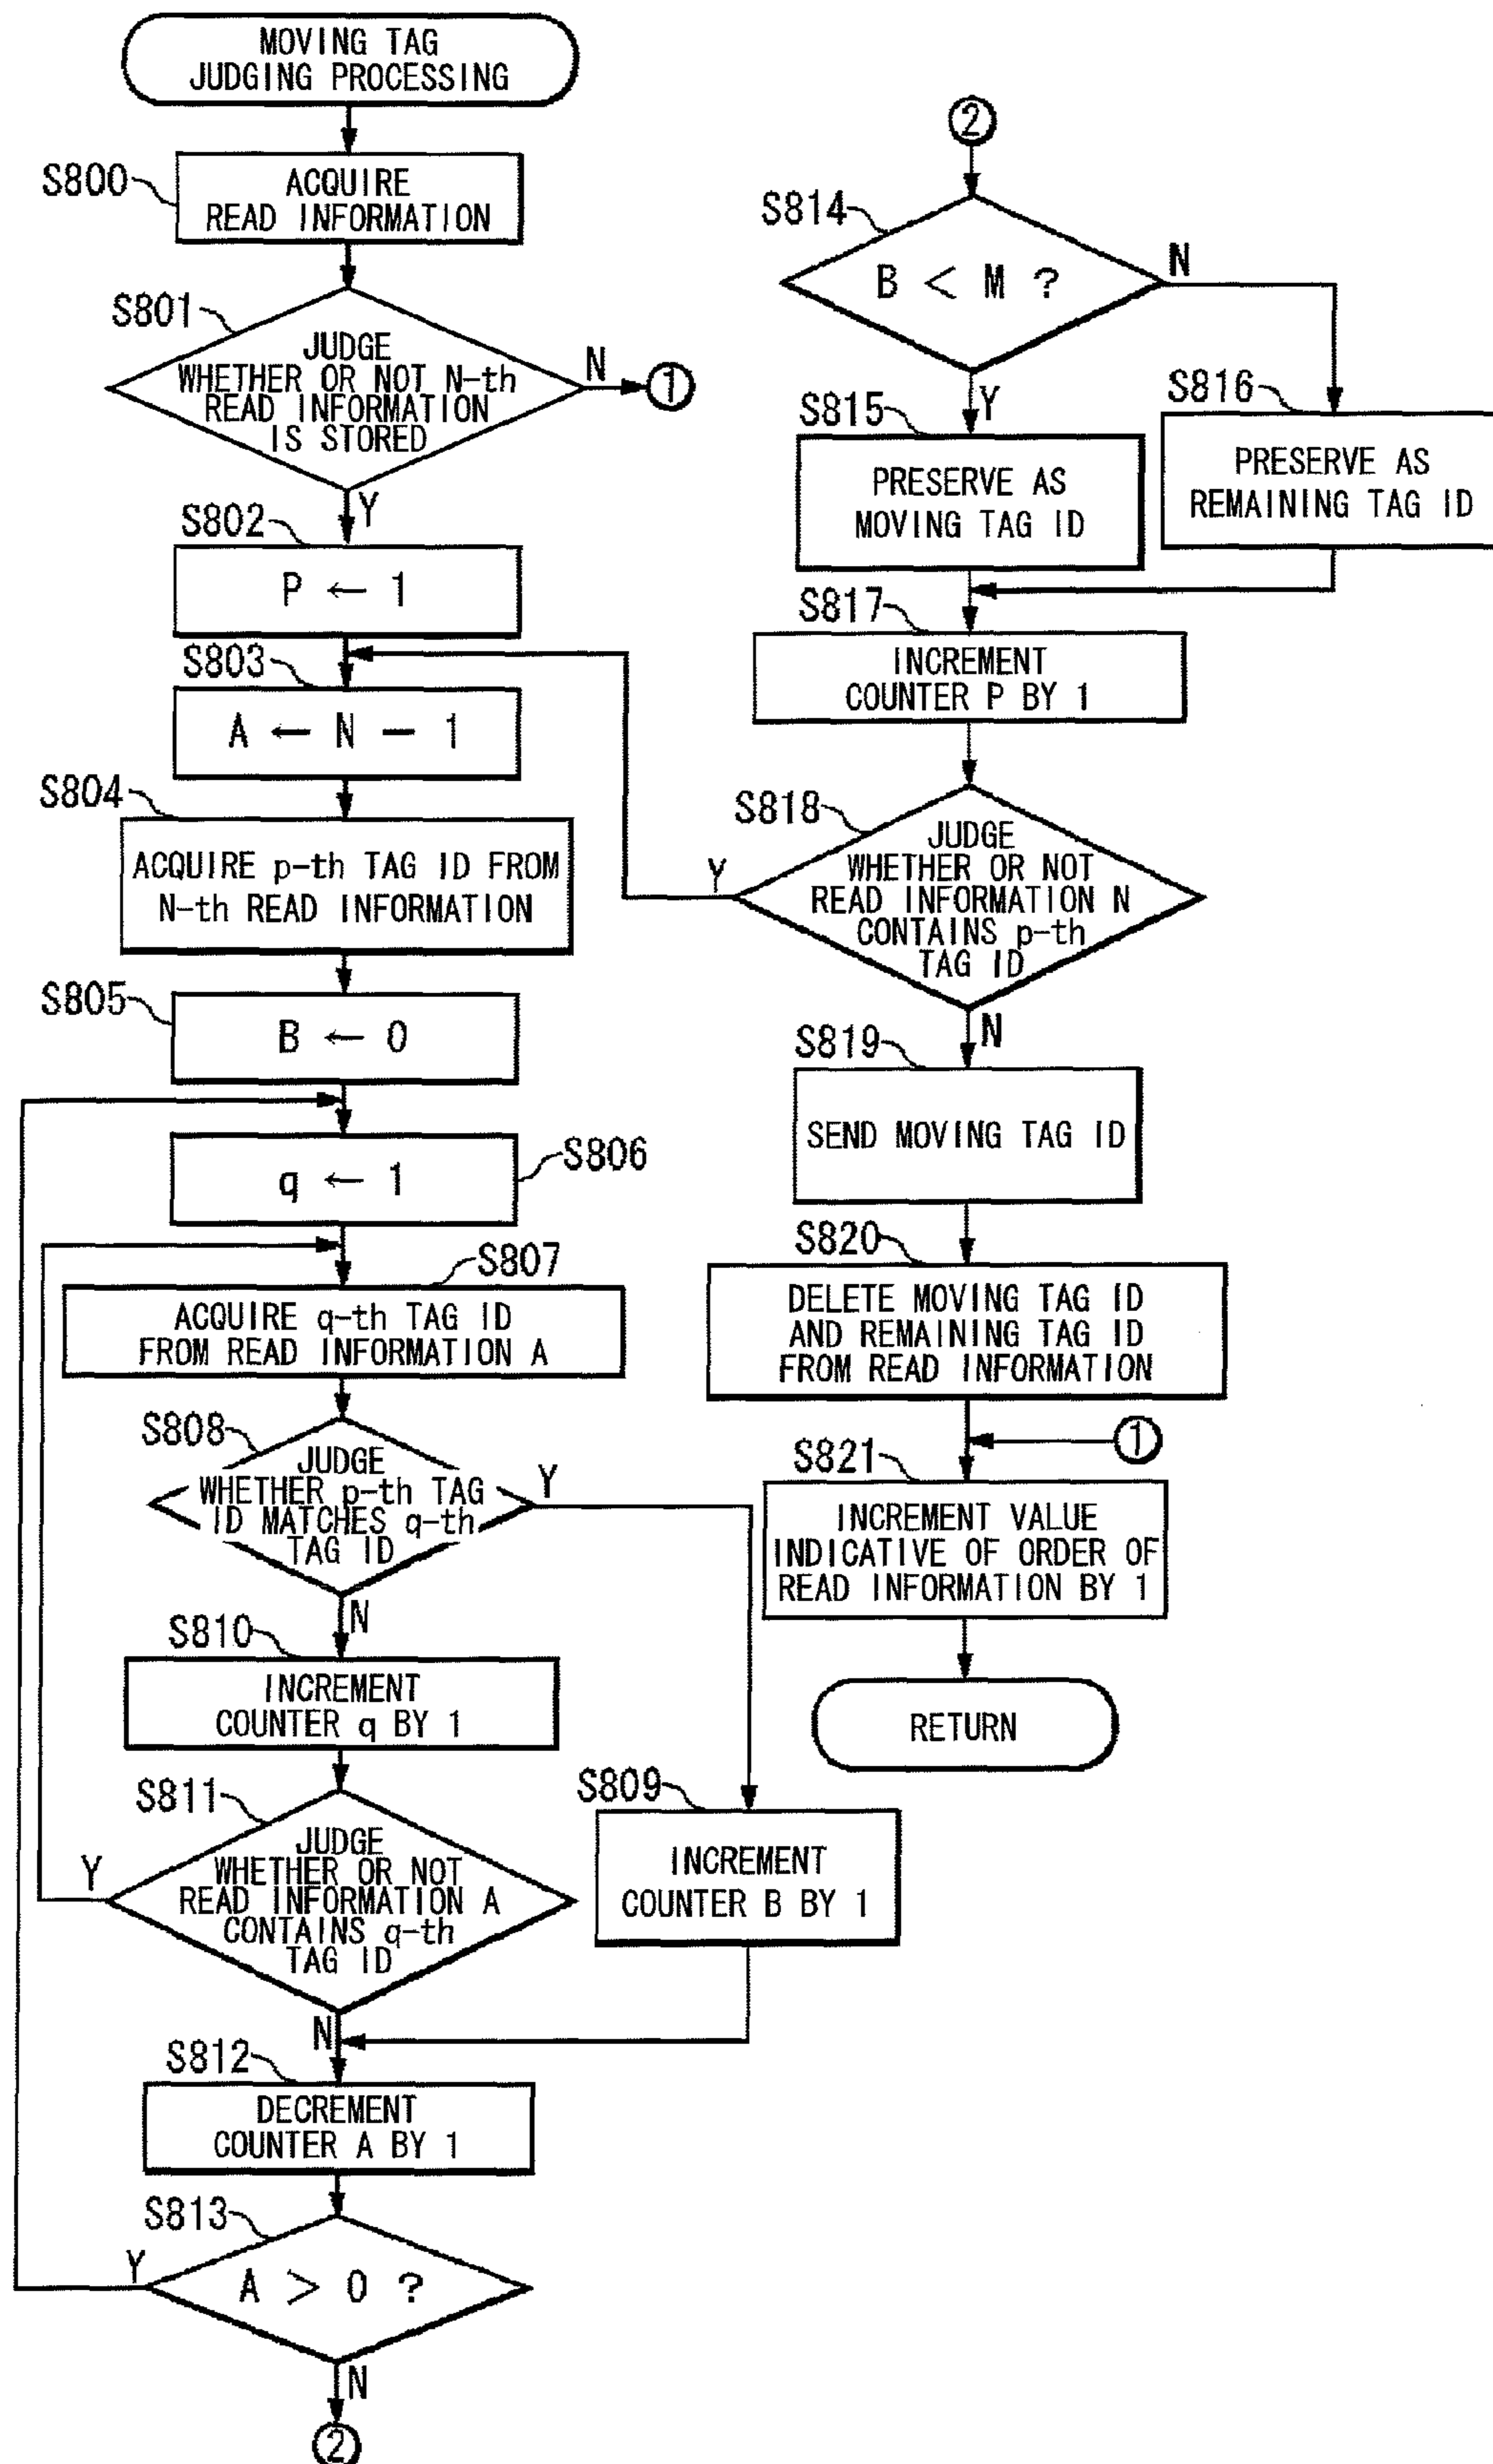 MOVING TAG
JUDGING PROCESSING
S800
ACQUIRE
READ INFORMATION
S801
JUDGE
WHETHER OR NOT N-th
READ INFORMATION
IS STORED
N
1
Y
S802
P ← 1
S803
A ← N − 1
S804
ACQUIRE p-th TAG ID FROM
N-th READ INFORMATION
S805
B ← 0
S806
q ← 1
S807
ACQUIRE q-th TAG ID
FROM READ INFORMATION A
S808
JUDGE
WHETHER p-th TAG
ID MATCHES q-th
TAG ID
Y
N
S810
INCREMENT
COUNTER q BY 1
S811
JUDGE
WHETHER OR NOT
READ INFORMATION A
CONTAINS q-th
TAG ID
Y
N
S809
INCREMENT
COUNTER B BY 1
S812
DECREMENT
COUNTER A BY 1
S813
A > 0 ?
Y
N
2
2
S814
B < M ?
N
Y
S815
PRESERVE AS
MOVING TAG ID
S816
PRESERVE AS
REMAINING TAG ID
S817
INCREMENT
COUNTER P BY 1
S818
JUDGE
WHETHER OR NOT
READ INFORMATION N
CONTAINS p-th
TAG ID
Y
N
S819
SEND MOVING TAG ID
S820
DELETE MOVING TAG ID
AND REMAINING TAG ID
FROM READ INFORMATION
1
S821
INCREMENT VALUE
INDICATIVE OF ORDER OF
READ INFORMATION BY 1
RETURN